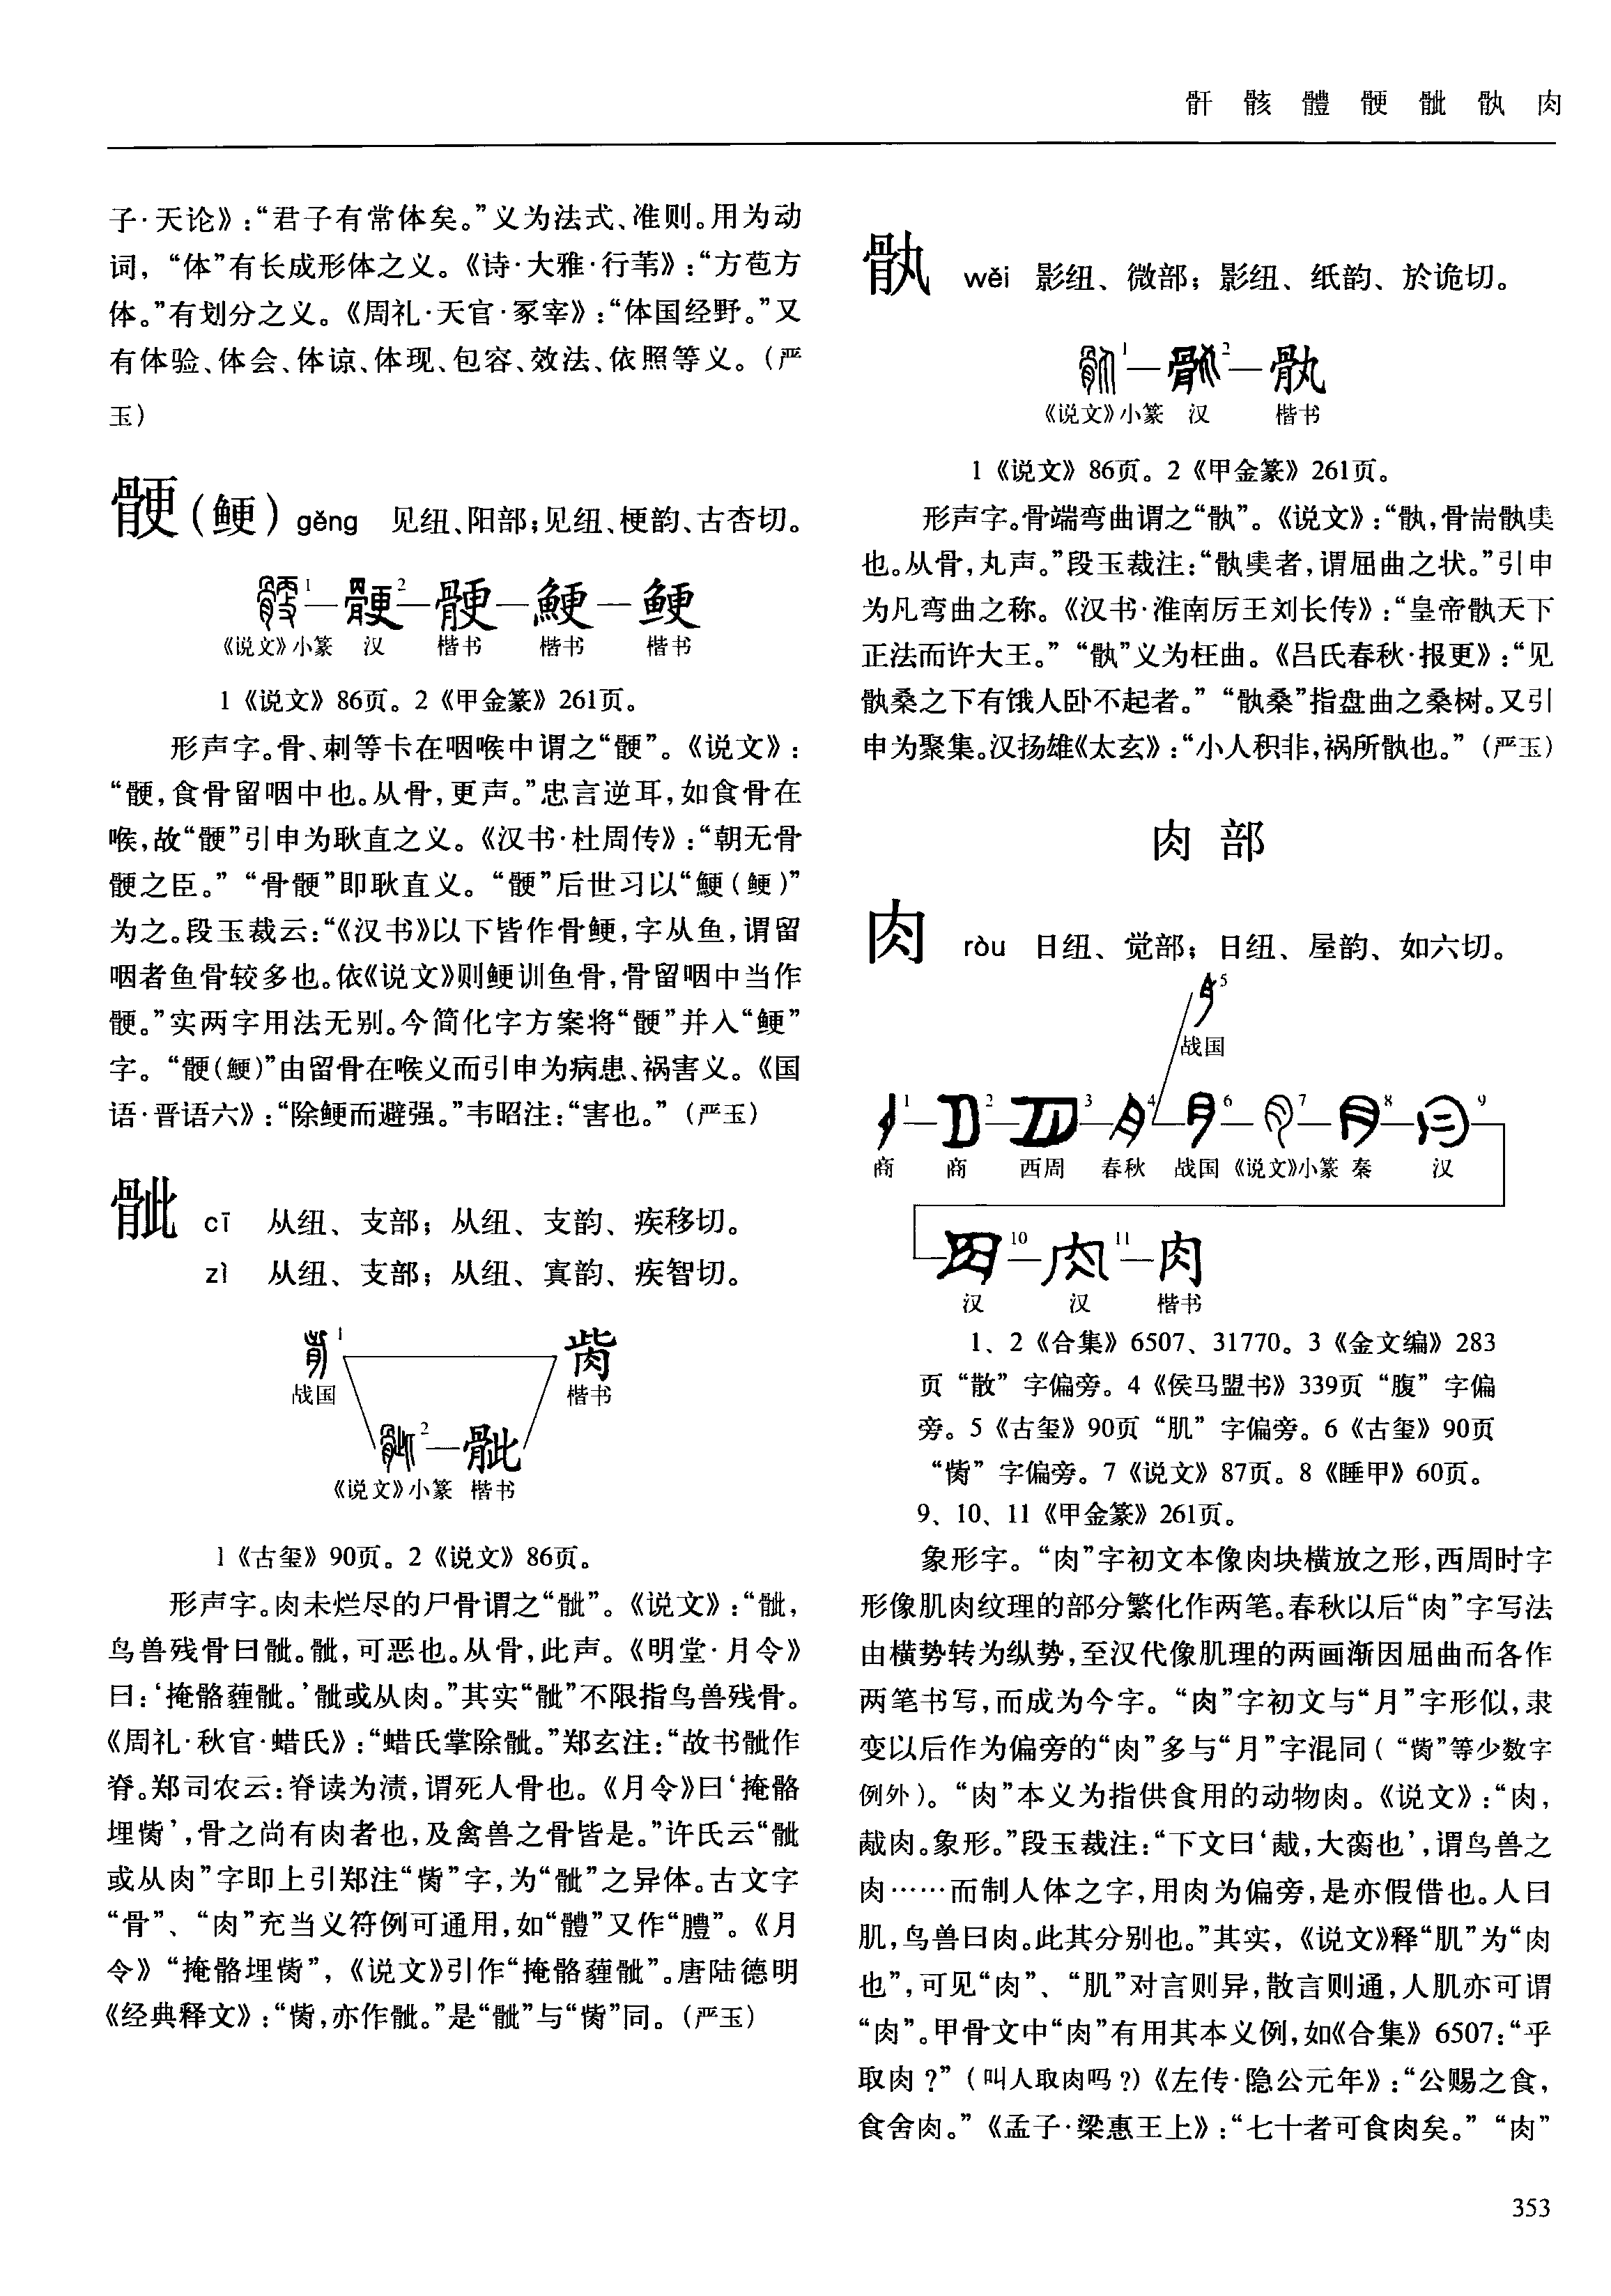 骭 骸 體 骾 骴 骫 肉
子·天论》：“君子有常体矣。”义为法式、准则。用为动
词，“体”有长成形体之义。《诗·大雅·行苇》：“方苞方
体。”有划分之义。《周礼·天官·冢宰》：“体国经野。”又
有体验、体会、体谅、体现、包容、效法、依照等义。（严
玉）
骾（鲠）gěng 见纽、阳部；见纽、梗韵、古杏切。
1 — 2 — 骾 — 鯁 — 鲠
《说文》小篆 汉 楷书 楷书 楷书
1《说文》86页。2《甲金篆》261页。
形声字。骨、刺等卡在咽喉中谓之“骾”。《说文》：
“骾，食骨留咽中也。从骨，更声。”忠言逆耳，如食骨在
喉，故“骾”引申为耿直之义。《汉书·杜周传》：“朝无骨
骾之臣。”“骨骾”即耿直义。“骾”后世习以“鯁（鲠）”
为之。段玉裁云：“《汉书》以下皆作骨鲠，字从鱼，谓留
咽者鱼骨较多也。依《说文》则鲠训鱼骨，骨留咽中当作
骾。”实两字用法无别。今简化字方案将“骾”并入“鲠”
字。“骾（鯁）”由留骨在喉义而引申为病患、祸害义。《国
语·晋语六》：“除鲠而避强。”韦昭注：“害也。”（严玉）
骴 cī 从纽、支部；从纽、支韵、疾移切。
zì 从纽、支部；从纽、寘韵、疾智切。
1 胔
战国 楷书
2 — 骴
《说文》小篆 楷书
1《古玺》90页。2《说文》86页。
形声字。肉未烂尽的尸骨谓之“骴”。《说文》：“骴，
鸟兽残骨曰骴。骴，可恶也。从骨，此声。《明堂·月令》
曰：‘掩骼薶骴。’骴或从肉。”其实“骴”不限指鸟兽残骨。
《周礼·秋官·蜡氏》：“蜡氏掌除骴。”郑玄注：“故书骴作
脊。郑司农云：脊读为渍，谓死人骨也。《月令》曰‘掩骼
埋胔’，骨之尚有肉者也，及禽兽之骨皆是。”许氏云“骴
或从肉”字即上引郑注“胔”字，为“骴”之异体。古文字
“骨”、“肉”充当义符例可通用，如“體”又作“軆”。《月
令》“掩骼埋胔”，《说文》引作“掩骼薶骴”。唐陆德明
《经典释文》：“胔，亦作骴。”是“骴”与“胔”同。（严玉）
骫 wěi 影纽、微部；影纽、纸韵、於诡切。
1 — 2 — 骫
《说文》小篆 汉 楷书
1《说文》86页。2《甲金篆》261页。
形声字。骨端弯曲谓之“骫”。《说文》：“骫，骨耑骫奊
也。从骨，丸声。”段玉裁注：“骫奊者，谓屈曲之状。”引申
为凡弯曲之称。《汉书·淮南厉王刘长传》：“皇帝骫天下
正法而许大王。”“骫”义为枉曲。《吕氏春秋·报更》：“见
骫桑之下有饿人卧不起者。”“骫桑”指盘曲之桑树。又引
申为聚集。汉扬雄《太玄》：“小人积非，祸所骫也。”（严玉）
肉 部
肉 ròu 日纽、觉部；日纽、屋韵、如六切。
5
战国
1 — 2 — 3 — 4 — 6 — 7 — 8 — 9
商 商 西周 春秋 战国 《说文》小篆 秦 汉
10 — 11 — 肉
汉 汉 楷书
1、2《合集》6507、31770。3《金文编》283
页“散”字偏旁。4《侯马盟书》339页“腹”字偏
旁。5《古玺》90页“肌”字偏旁。6《古玺》90页
“胔”字偏旁。7《说文》87页。8《睡甲》60页。
9、10、11《甲金篆》261页。
象形字。“肉”字初文本像肉块横放之形，西周时字
形像肌肉纹理的部分繁化作两笔。春秋以后“肉”字写法
由横势转为纵势，至汉代像肌理的两画渐因屈曲而各作
两笔书写，而成为今字。“肉”字初文与“月”字形似，隶
变以后作为偏旁的“肉”多与“月”字混同（“胔”等少数字
例外）。“肉”本义为指供食用的动物肉。《说文》：“肉，
胾肉。象形。”段玉裁注：“下文曰‘胾，大脔也’，谓鸟兽之
肉……而制人体之字，用肉为偏旁，是亦假借也。人曰
肌，鸟兽曰肉。此其分别也。”其实，《说文》释“肌”为“肉
也”，可见“肉”、“肌”对言则异，散言则通，人肌亦可谓
“肉”。甲骨文中“肉”有用其本义例，如《合集》6507：“乎
取肉？”（叫人取肉吗？）《左传·隐公元年》：“公赐之食，
食舍肉。”《孟子·梁惠王上》：“七十者可食肉矣。”“肉”
353